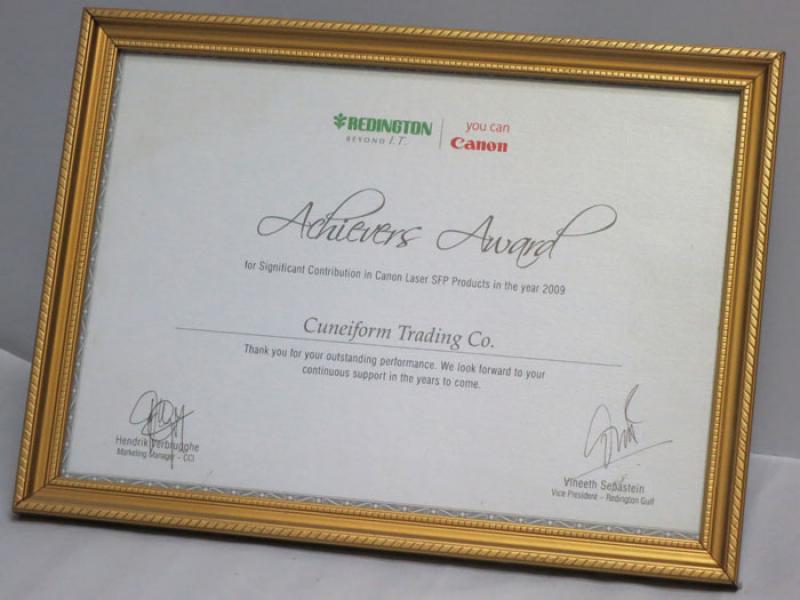 REDINGTON
BEYOND I.T.
you can
Canon
Achievers Award
for Significant Contribution in Canon Laser SFP Products in the year 2009
Cuneiform Trading Co.
Thank you for your outstanding performance. We look forward to your
continuous support in the years to come.
Hendrik Verbrugghe
Marketing Manager - CCI
Vineeth Sebastein
Vice President - Redington Gulf